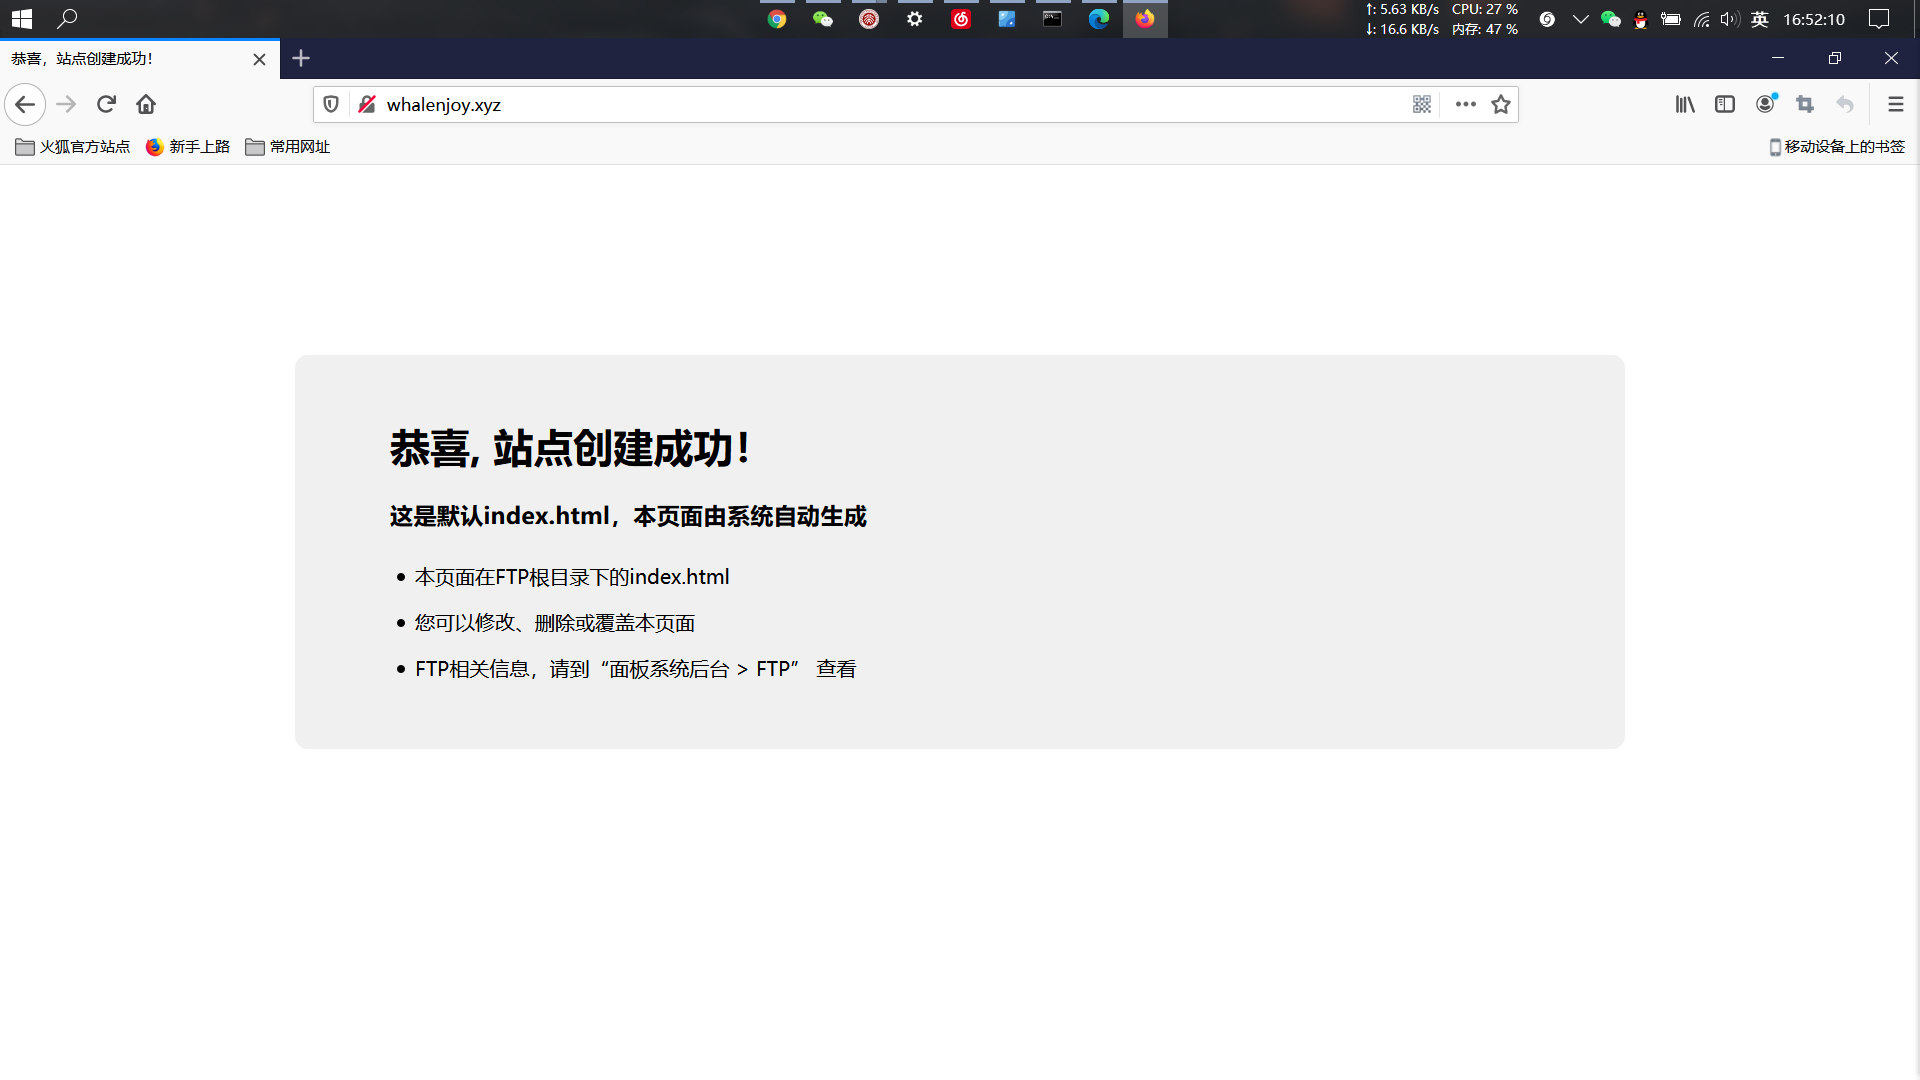 ↑: 5.63 KB/s CPU: 27 %
↓: 16.6 KB/s 内存: 47 %
英 16:52:10
恭喜，站点创建成功！
whalenjoy.xyz
火狐官方站点 新手上路 常用网址 移动设备上的书签
恭喜, 站点创建成功！
这是默认index.html，本页面由系统自动生成
本页面在FTP根目录下的index.html
您可以修改、删除或覆盖本页面
FTP相关信息，请到“面板系统后台 > FTP” 查看